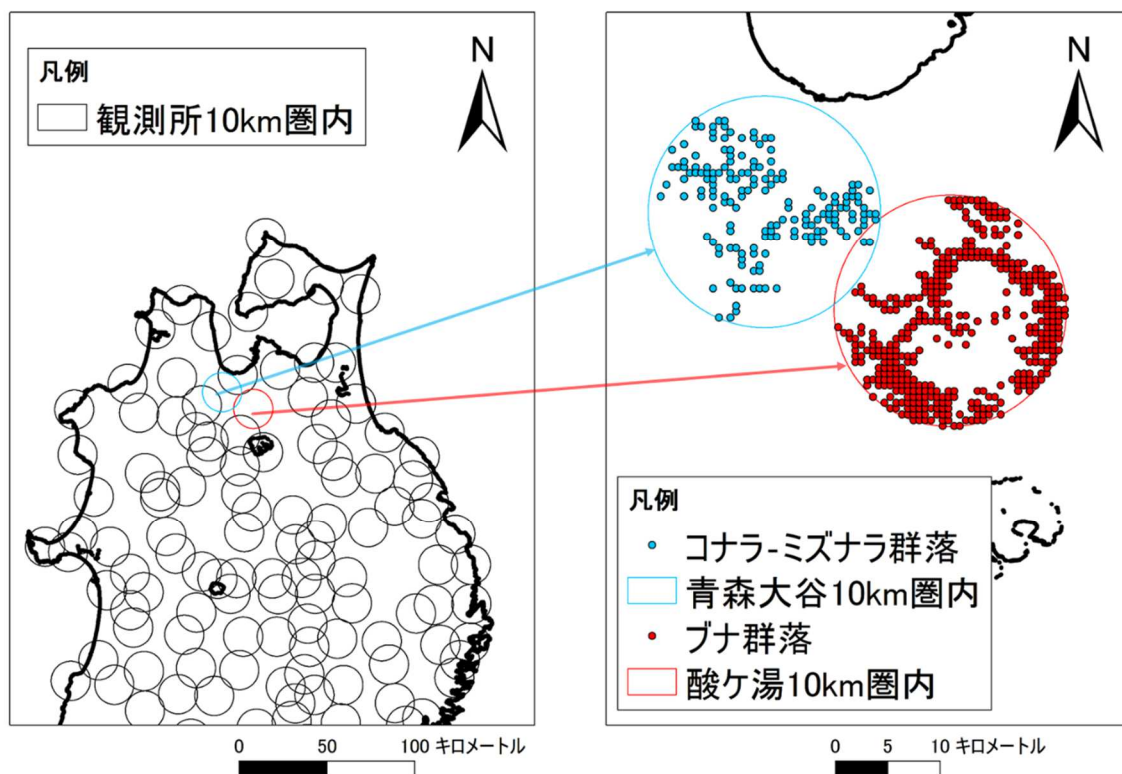 凡例
観測所10km圏内
N
0 50 100 キロメートル
N
凡例
コナラ-ミズナラ群落
青森大谷10km圏内
ブナ群落
酸ケ湯10km圏内
0 5 10 キロメートル